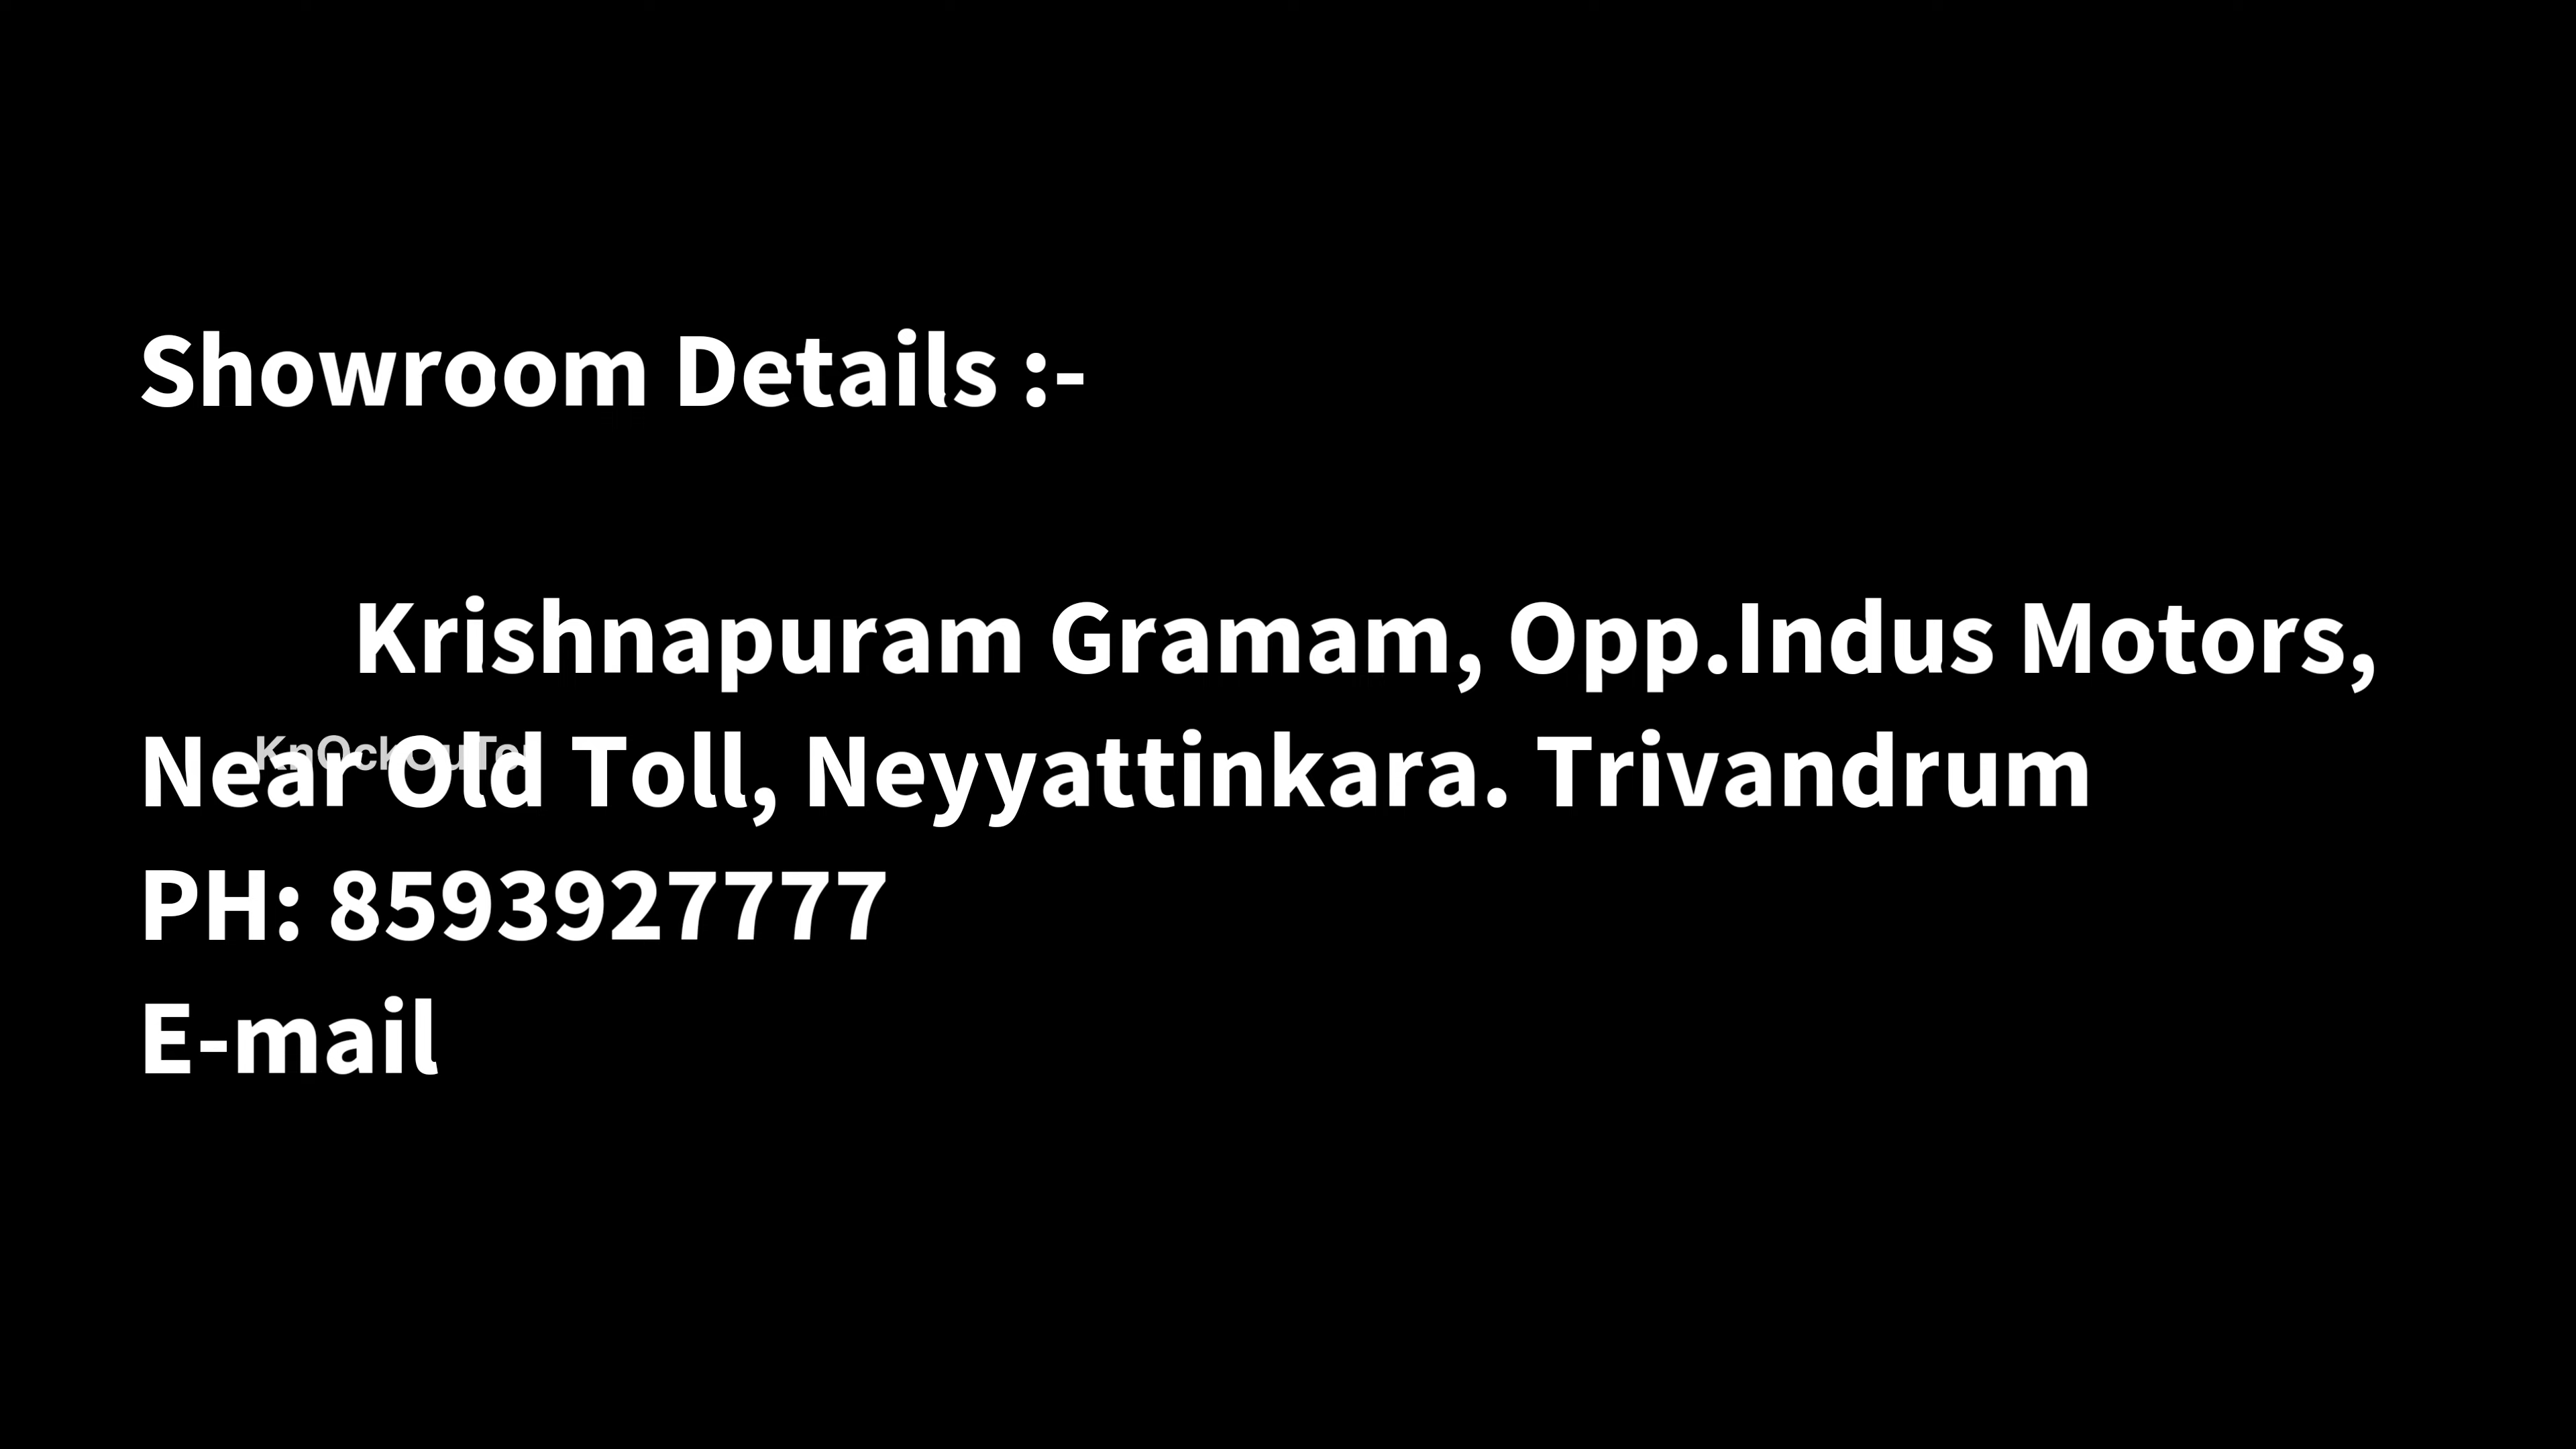 Showroom Details :-
Krishnapuram Gramam, Opp.Indus Motors,
Near Old Toll, Neyyattinkara. Trivandrum
PH: 8593927777
E-mail